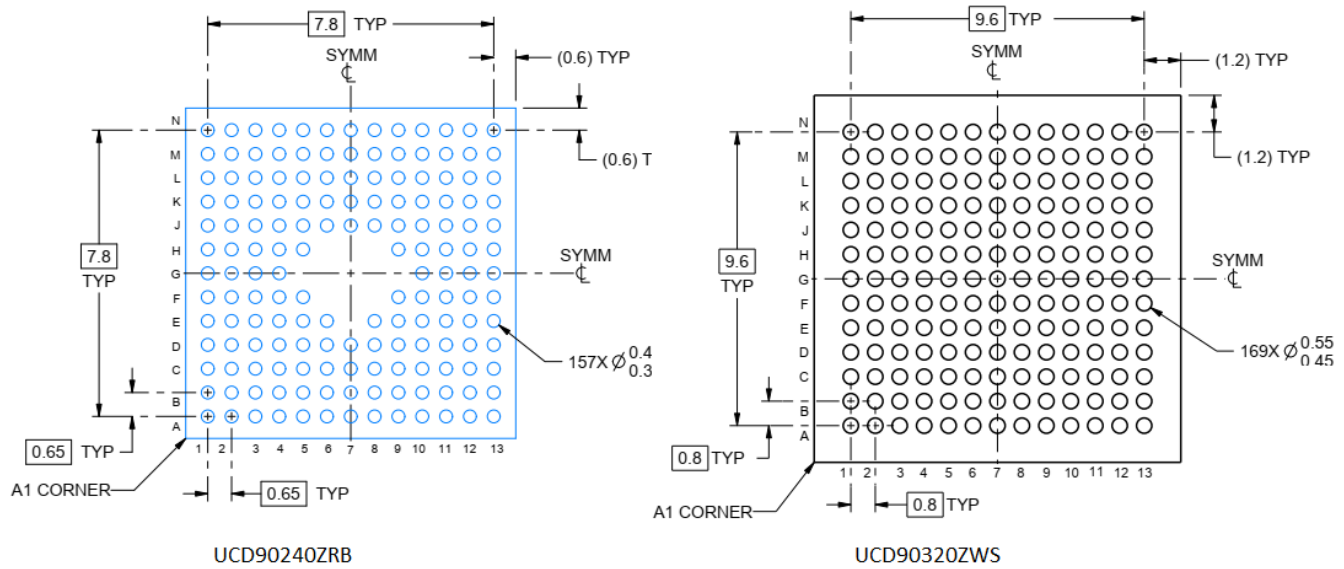 7.8 TYP
SYMM
℄
(0.6) TYP
N
M
L
K
J
H
G
F
E
D
C
B
A
7.8
TYP
(0.6) T
SYMM
℄
157X Ø 0.4
0.3
0.65 TYP
1 2 3 4 5 6 7 8 9 10 11 12 13
A1 CORNER
0.65 TYP
UCD90240ZRB
9.6 TYP
SYMM
℄
(1.2) TYP
N
M
L
K
J
H
G
F
E
D
C
B
A
9.6
TYP
(1.2) TYP
SYMM
℄
169X Ø 0.55
0.45
0.8 TYP
1 2 3 4 5 6 7 8 9 10 11 12 13
A1 CORNER
0.8 TYP
UCD90320ZWS